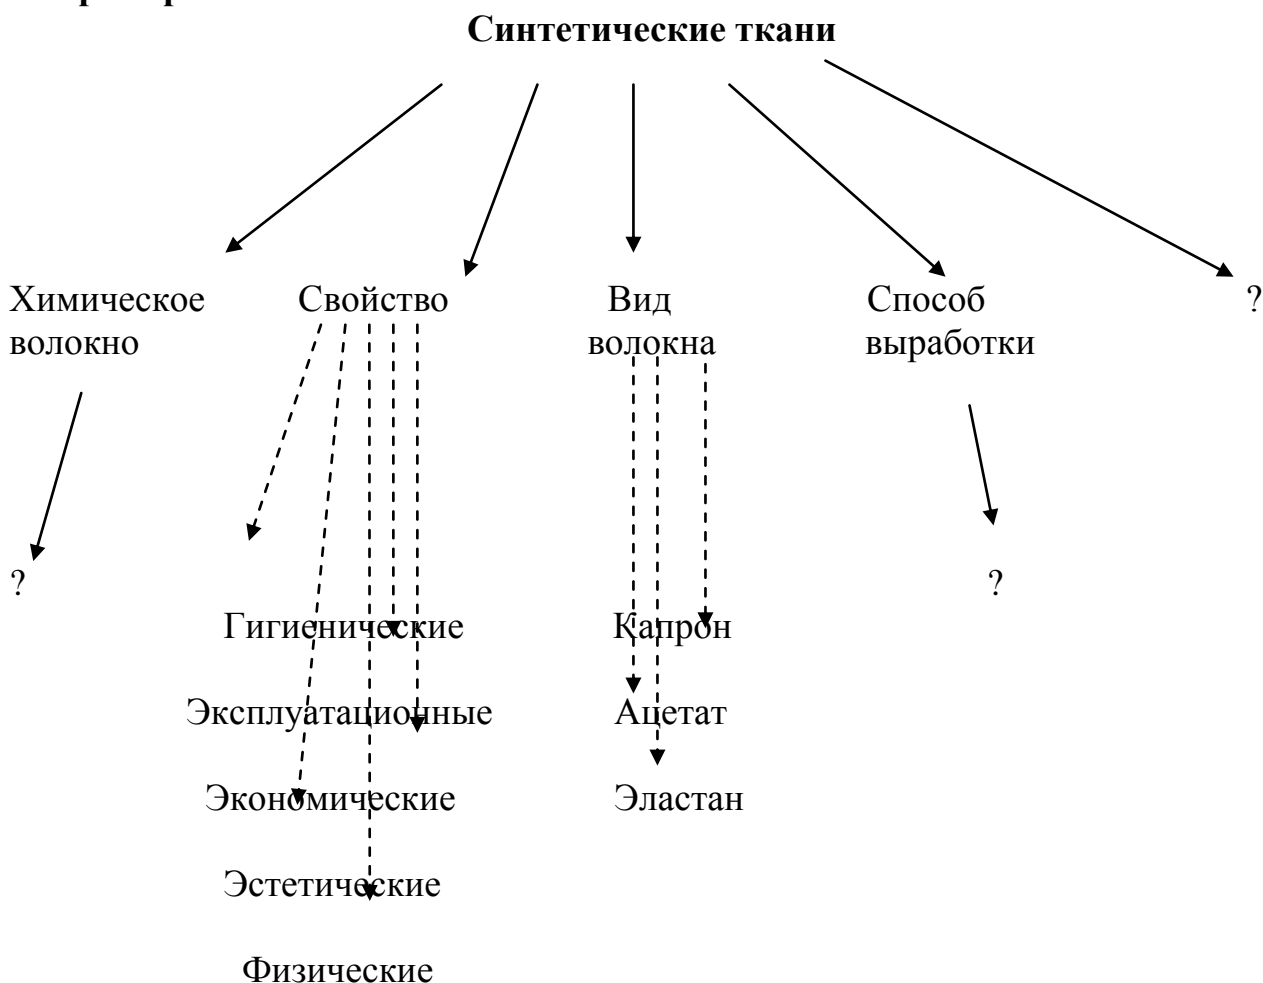 Синтетические ткани
Химическое
волокно
Свойство
Вид
волокна
Способ
выработки
?
?
?
Гигиенические
Эксплуатационные
Экономические
Эстетические
Физические
Капрон
Ацетат
Эластан